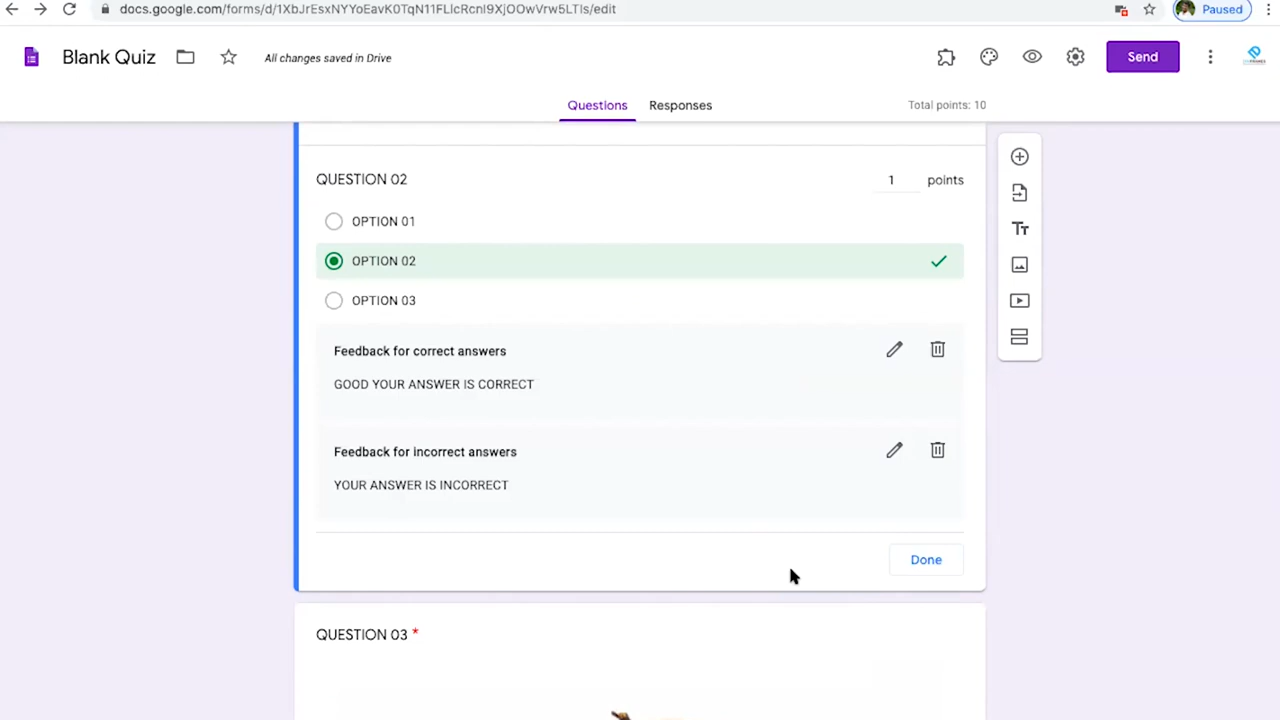 docs.google.com/forms/d/1XbJrEsxNYYoEavK0TqN11FLlcRcnI9XjOOwVrw5LTIs/edit
Paused
Blank Quiz
All changes saved in Drive
Send
Questions
Responses
Total points: 10
QUESTION 02
1 points
OPTION 01
OPTION 02
OPTION 03
Feedback for correct answers
GOOD YOUR ANSWER IS CORRECT
Feedback for incorrect answers
YOUR ANSWER IS INCORRECT
Done
QUESTION 03 *